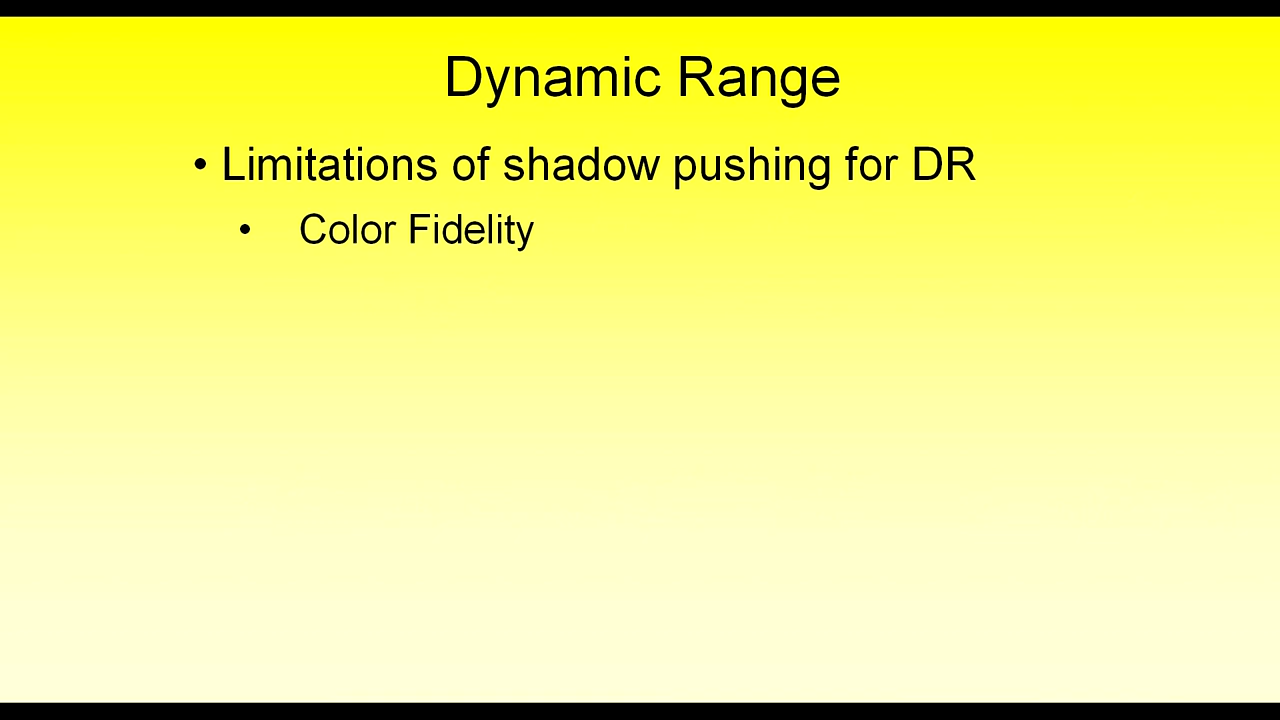 Dynamic Range
• Limitations of shadow pushing for DR
• Color Fidelity